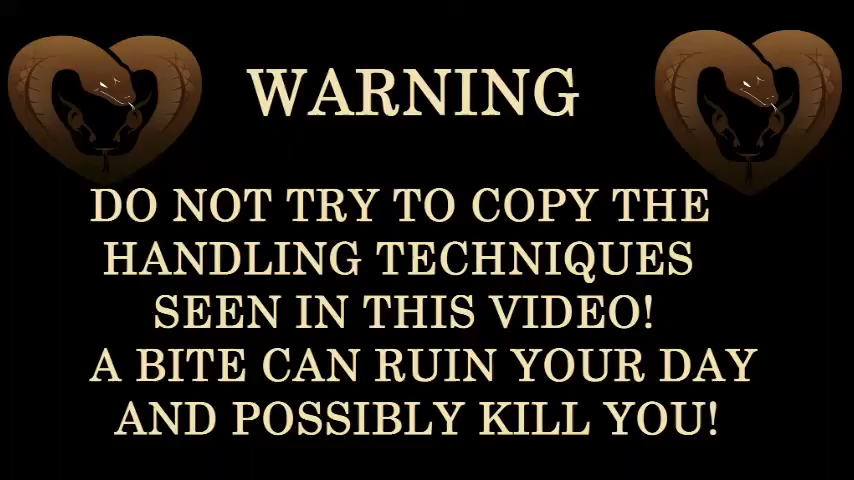 WARNING
DO NOT TRY TO COPY THE
HANDLING TECHNIQUES
SEEN IN THIS VIDEO!
A BITE CAN RUIN YOUR DAY
AND POSSIBLY KILL YOU!